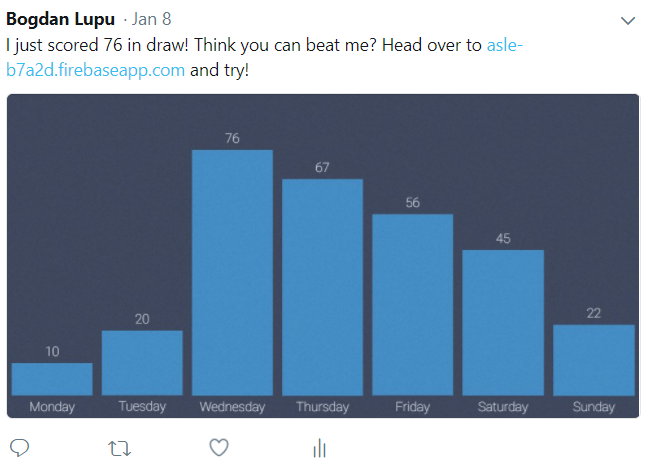 Bogdan Lupu · Jan 8
I just scored 76 in draw! Think you can beat me? Head over to asle-
b7a2d.firebaseapp.com and try!
76
67
56
45
20
22
10
Monday Tuesday Wednesday Thursday Friday Saturday Sunday